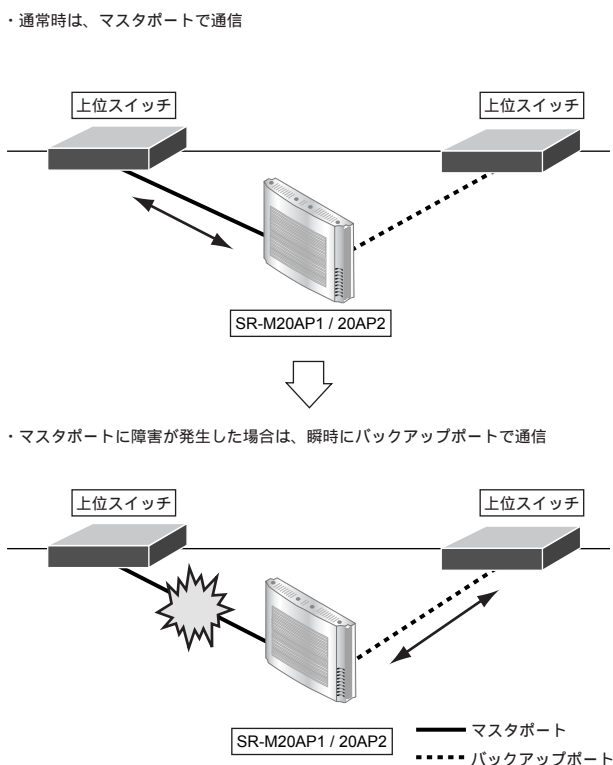 ・通常時は、マスタポートで通信
上位スイッチ
上位スイッチ
SR-M20AP1 / 20AP2
・マスタポートに障害が発生した場合は、瞬時にバックアップポートで通信
上位スイッチ
上位スイッチ
SR-M20AP1 / 20AP2
マスタポート
バックアップポート